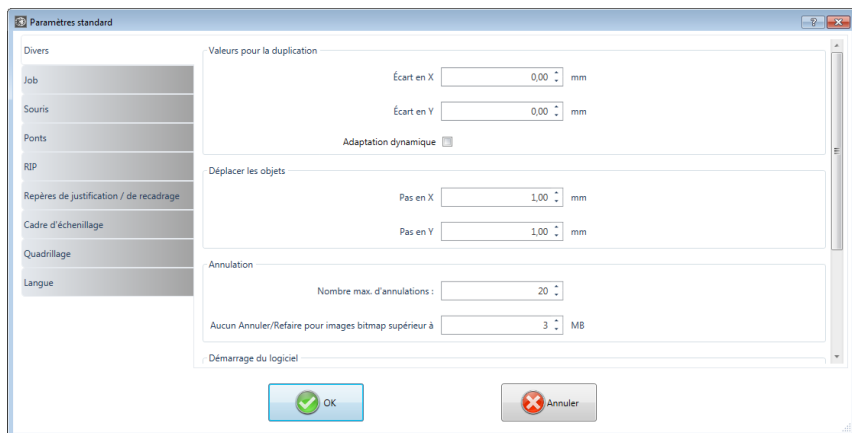 Paramètres standard
Divers
Job
Souris
Ponts
RIP
Repères de justification / de recadrage
Cadre d'échenillage
Quadrillage
Langue
Valeurs pour la duplication
Écart en X 0,00 mm
Écart en Y 0,00 mm
Adaptation dynamique
Déplacer les objets
Pas en X 1,00 mm
Pas en Y 1,00 mm
Annulation
Nombre max. d'annulations : 20
Aucun Annuler/Refaire pour images bitmap supérieur à 3 MB
Démarrage du logiciel
OK
Annuler